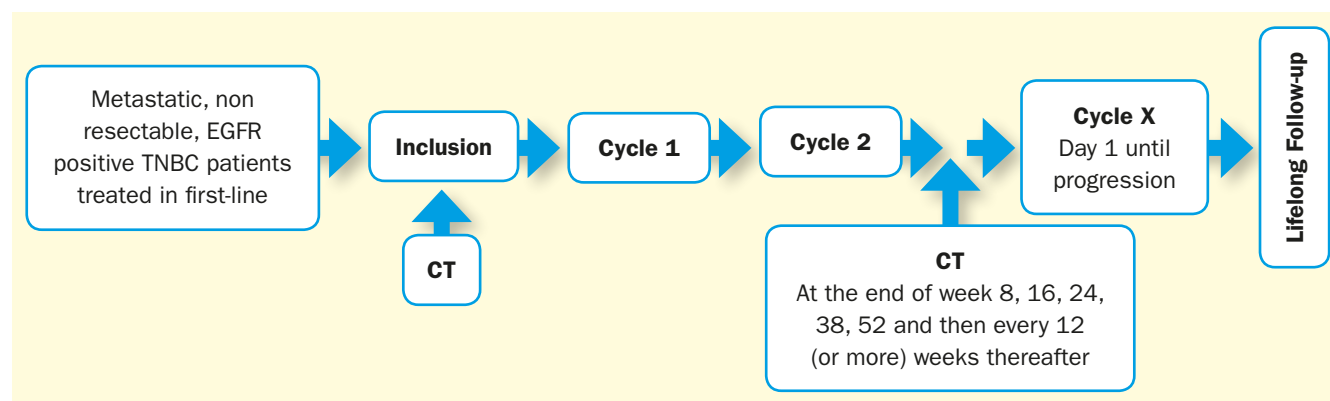 Metastatic, non
resectable, EGFR
positive TNBC patients
treated in first-line
Inclusion
CT
Cycle 1
Cycle 2
CT
At the end of week 8, 16, 24,
38, 52 and then every 12
(or more) weeks thereafter
Cycle X
Day 1 until
progression
Lifelong Follow-up